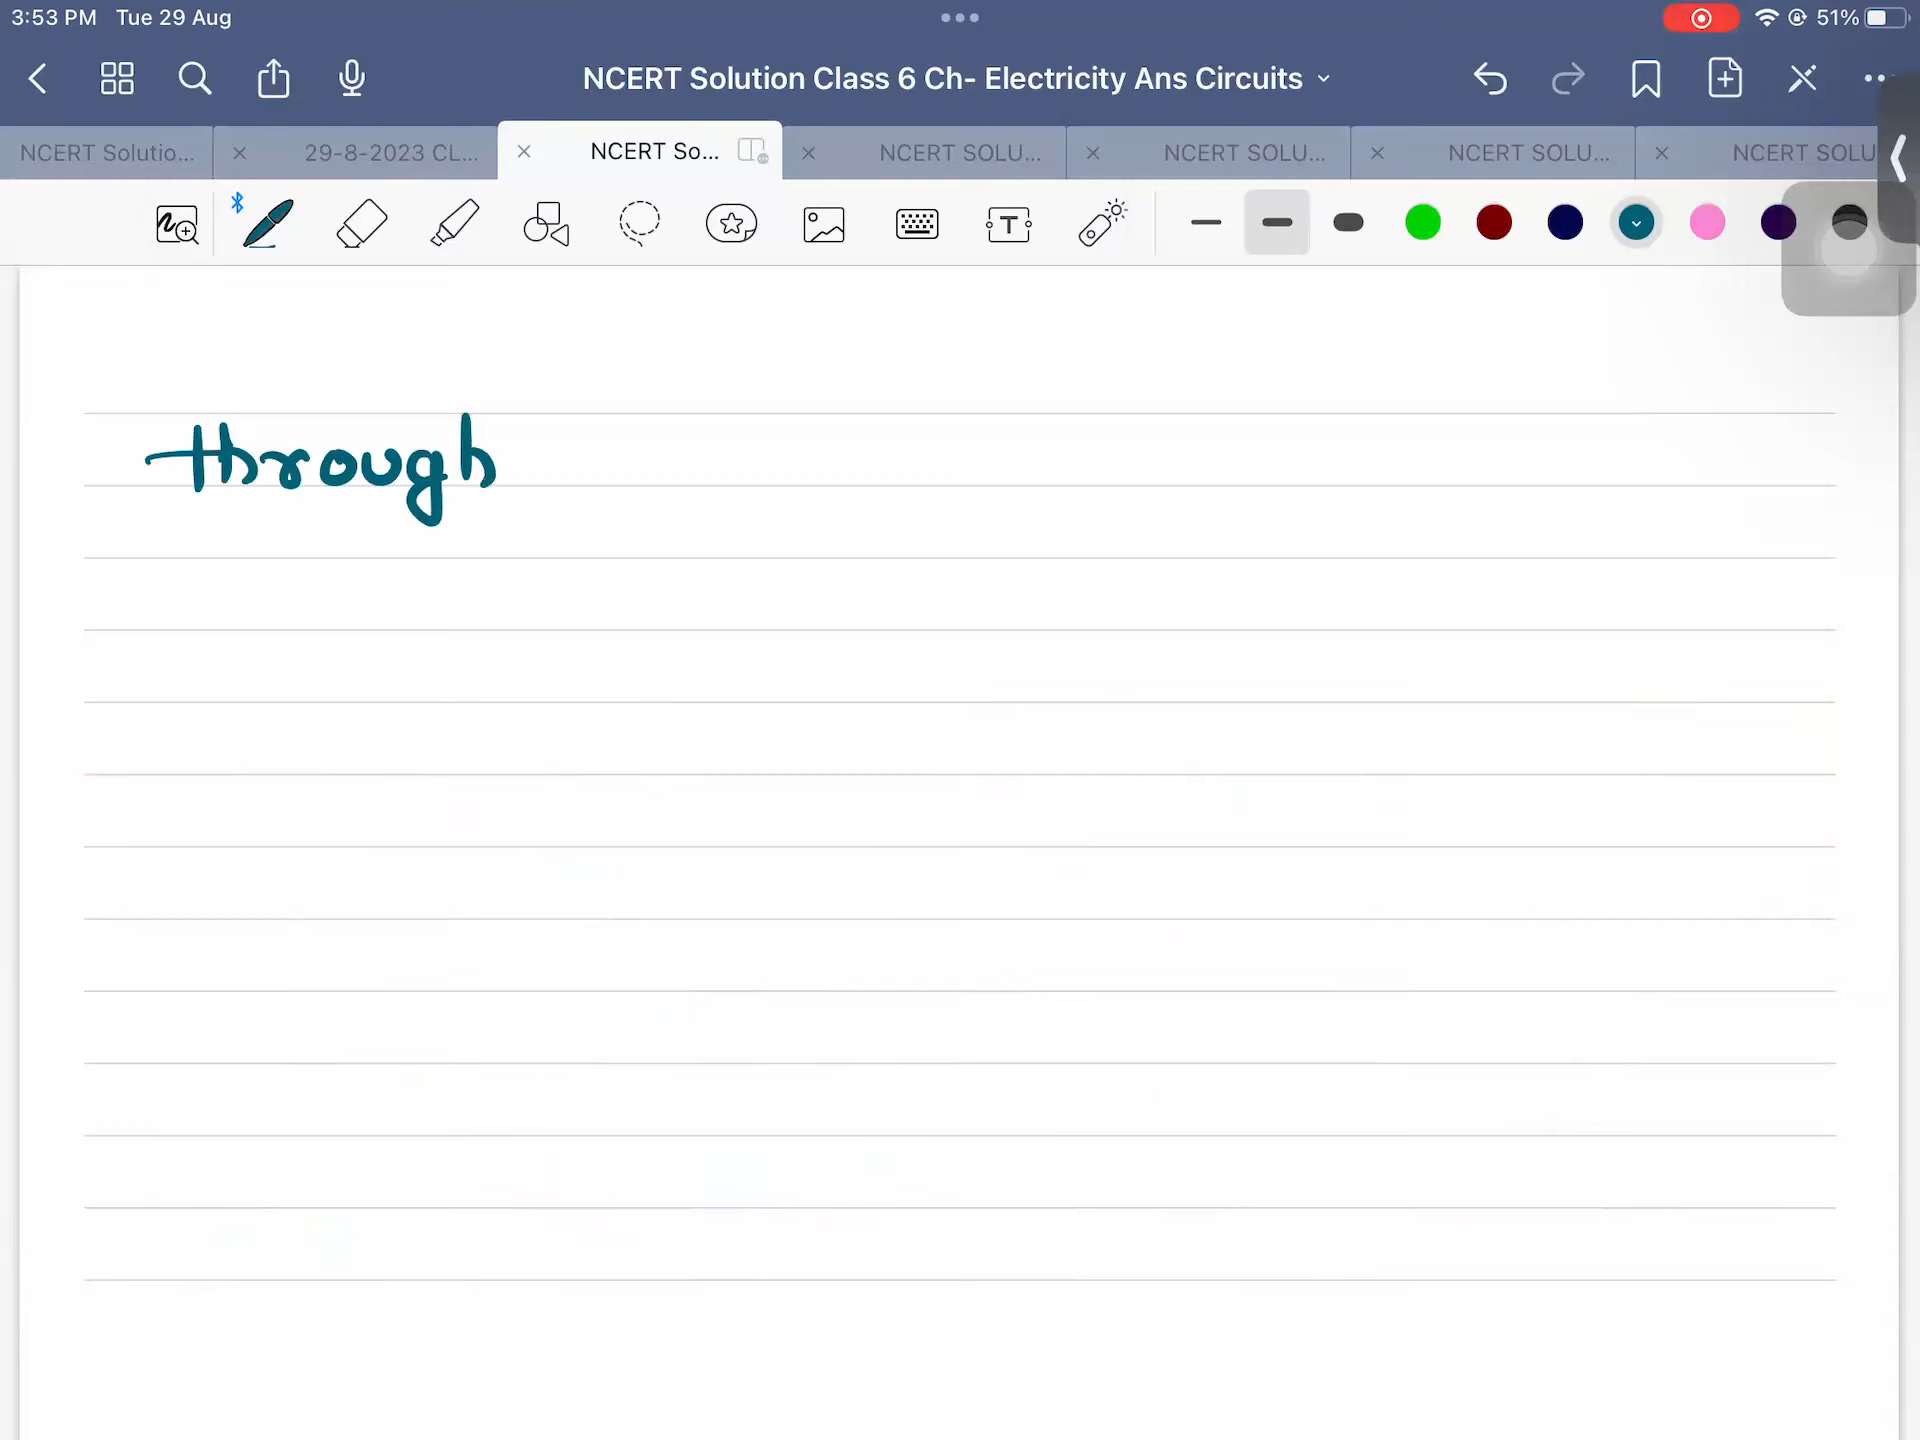 3:53 PM Tue 29 Aug
51%
NCERT Solution Class 6 Ch- Electricity Ans Circuits
NCERT Solutio...
29-8-2023 CL...
NCERT So...
NCERT SOLU...
NCERT SOLU...
NCERT SOLU...
NCERT SOLU
T
through